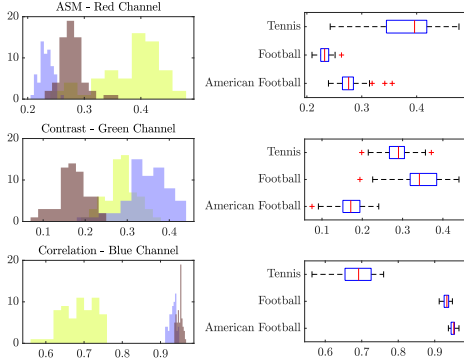 ASM - Red Channel
20
15
10
5
0
0.2 0.3 0.4
Tennis
Football
American Football
0.2 0.4
Contrast - Green Channel
20
10
0
0.1 0.2 0.3 0.4
Tennis
Football
American Football
0.1 0.2 0.3 0.4
Correlation - Blue Channel
20
10
0
0.6 0.7 0.8 0.9
Tennis
Football
American Football
0.6 0.7 0.8 0.9